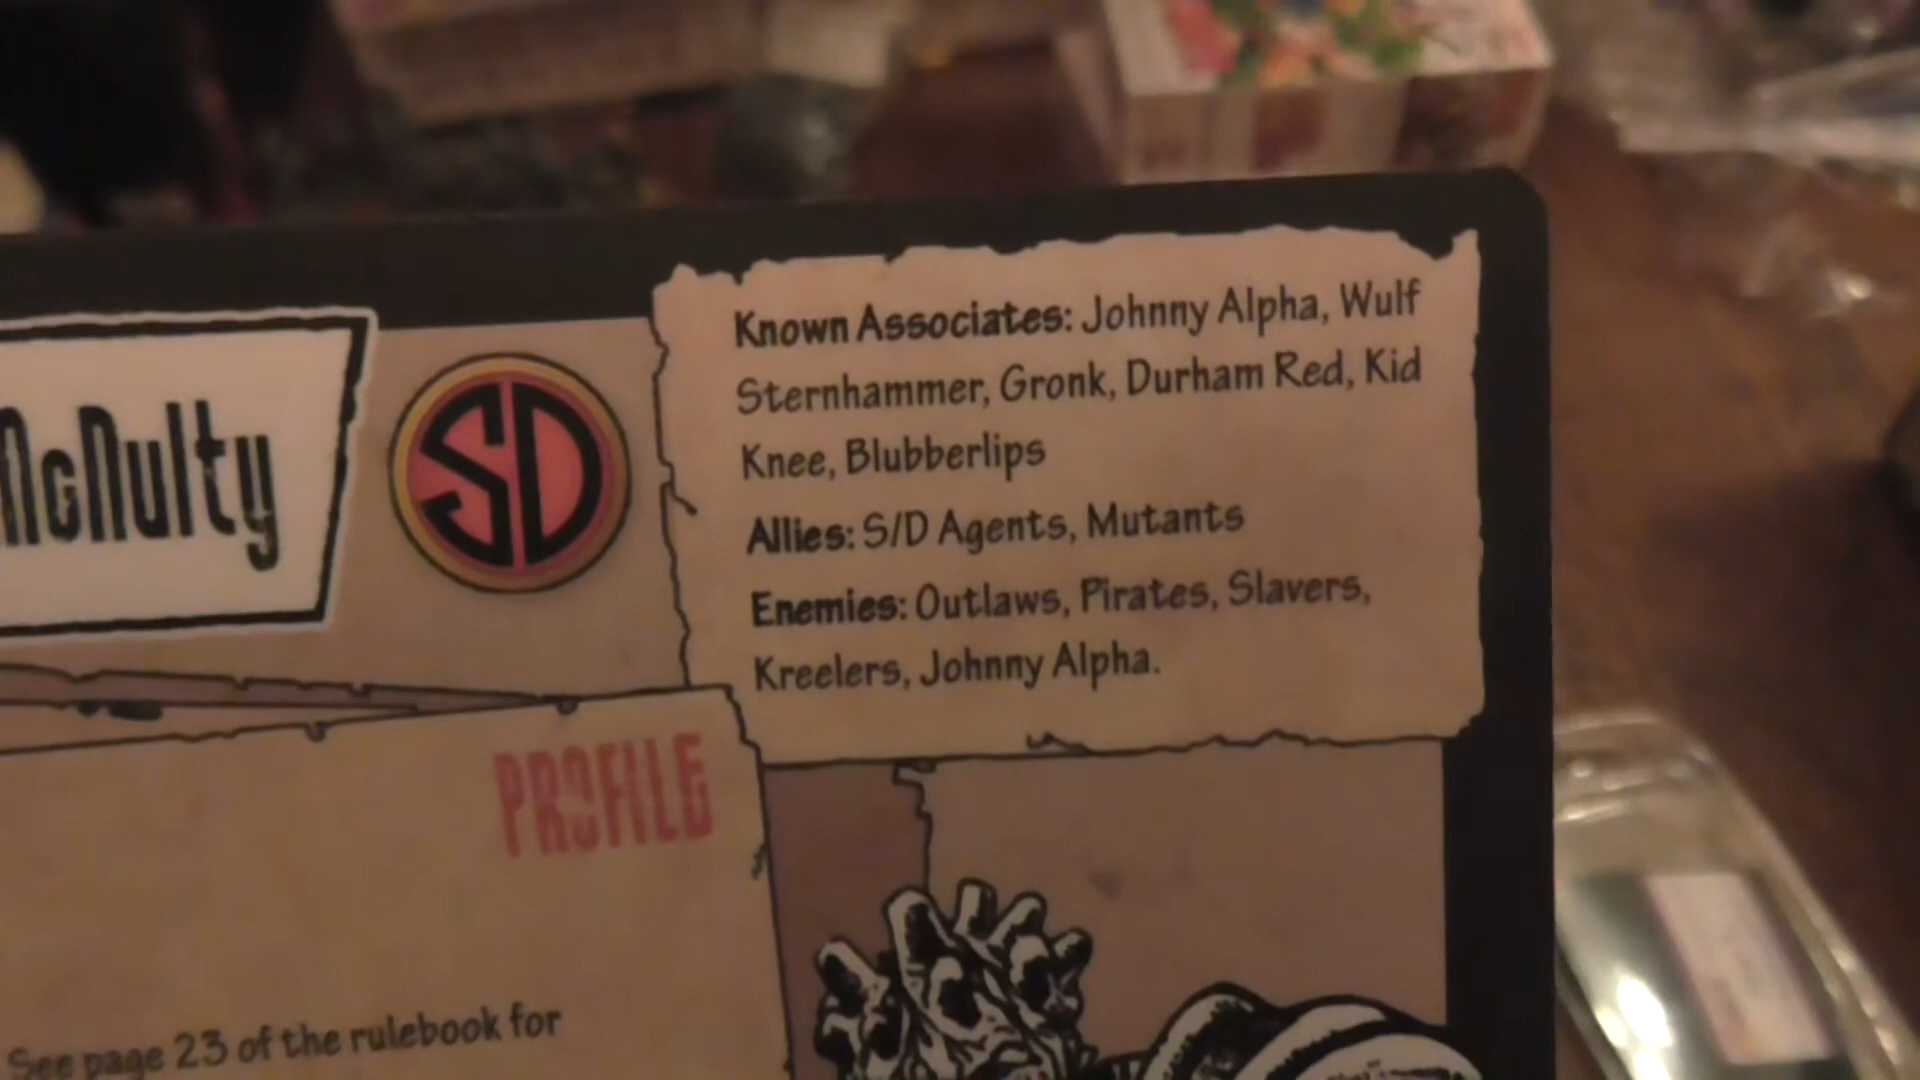 McNulty
SD
Known Associates: Johnny Alpha, Wulf
Sternhammer, Gronk, Durham Red, Kid
Knee, Blubberlips
Allies: S/D Agents, Mutants
Enemies: Outlaws, Pirates, Slavers,
Kreelers, Johnny Alpha.
PROFILE
See page 23 of the rulebook for